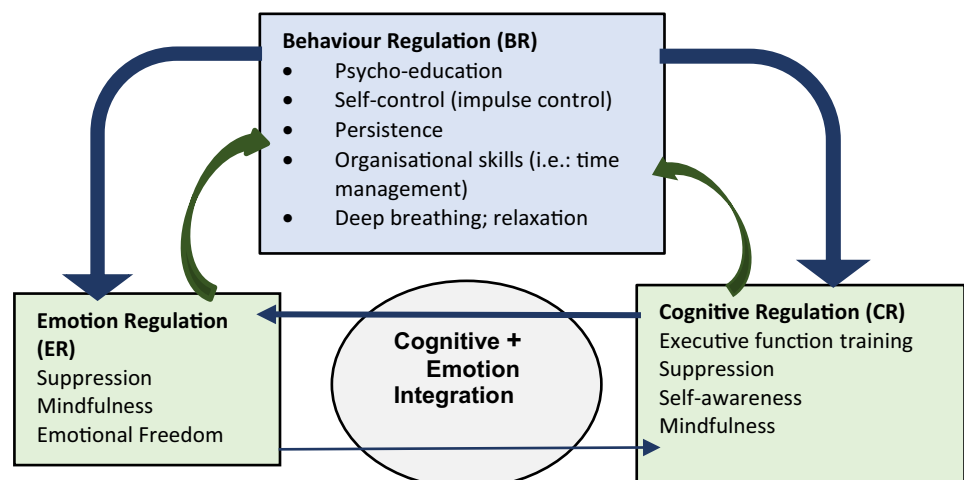 Behaviour Regulation (BR)
• Psycho-education
• Self-control (impulse control)
• Persistence
• Organisational skills (i.e.: time
management)
• Deep breathing; relaxation
Emotion Regulation
(ER)
Suppression
Mindfulness
Emotional Freedom
Cognitive +
Emotion
Integration
Cognitive Regulation (CR)
Executive function training
Suppression
Self-awareness
Mindfulness